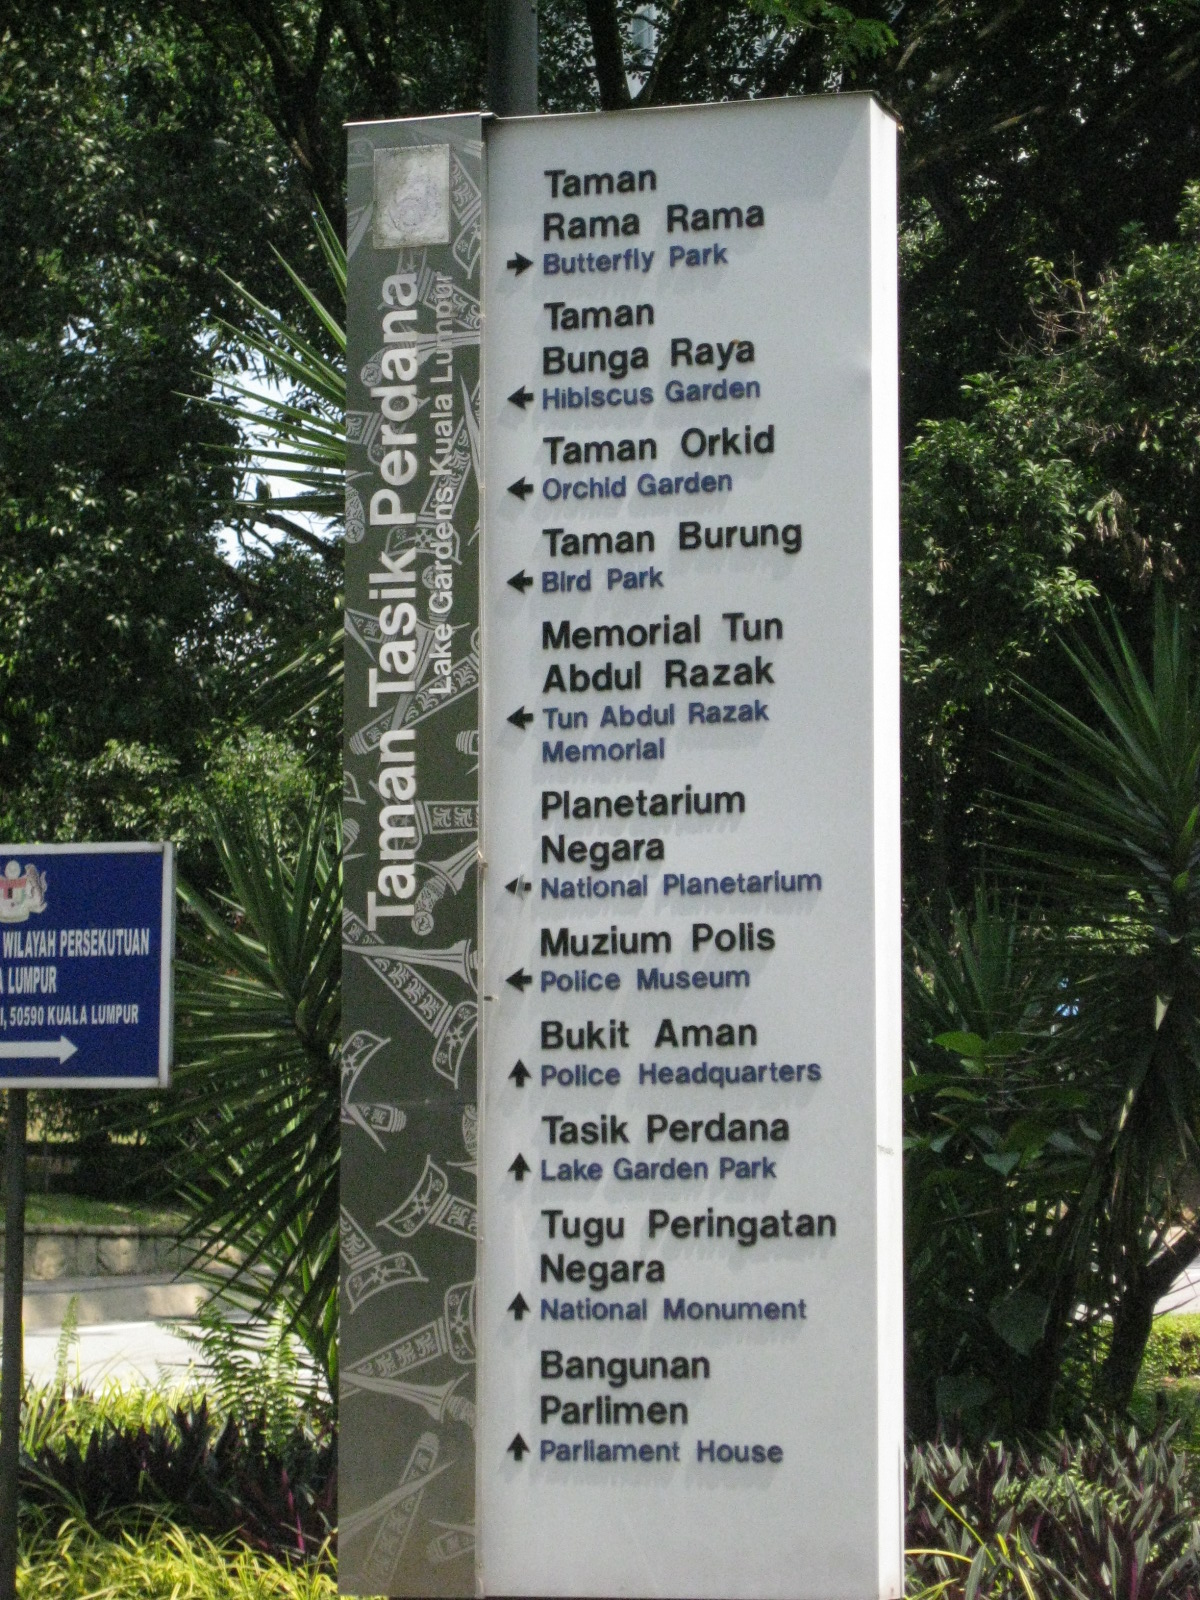 Taman Tasik Perdana
Lake Gardens Kuala Lumpur
Taman
Rama Rama
Butterfly Park
Taman
Bunga Raya
Hibiscus Garden
Taman Orkid
Orchid Garden
Taman Burung
Bird Park
Memorial Tun
Abdul Razak
Tun Abdul Razak
Memorial
Planetarium
Negara
National Planetarium
Muzium Polis
Police Museum
Bukit Aman
Police Headquarters
Tasik Perdana
Lake Garden Park
Tugu Peringatan
Negara
National Monument
Bangunan
Parlimen
Parliament House
WILAYAH PERSEKUTUAN
LUMPUR
50590 KUALA LUMPUR